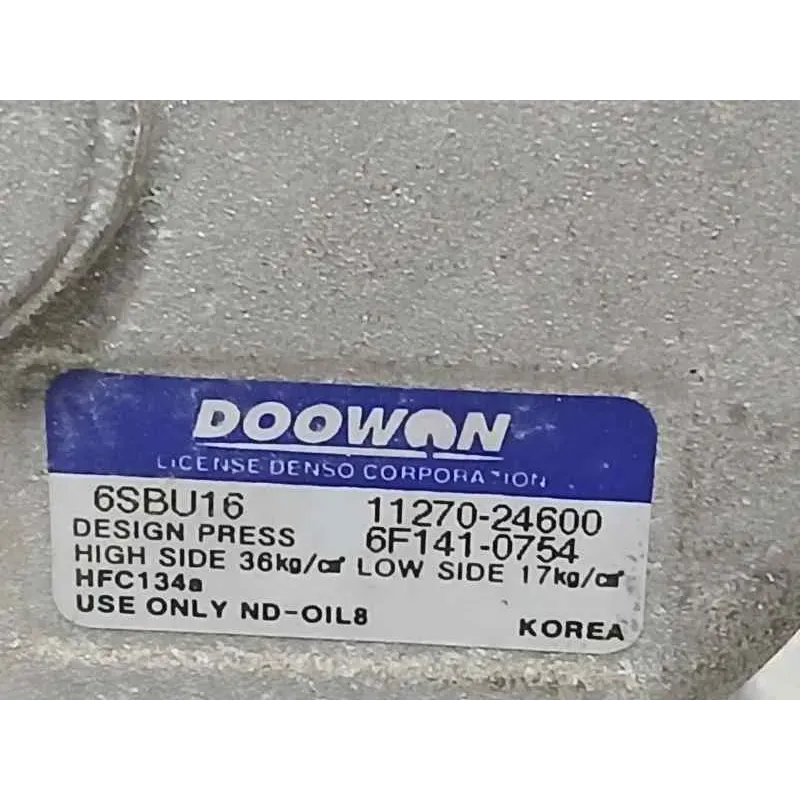 DOOWON
LICENSE DENSO CORPORATION
6SBU16 11270-24600
DESIGN PRESS 6F141-0754
HIGH SIDE 36kg/㎠ LOW SIDE 17kg/㎠
HFC134a
USE ONLY ND-OIL8 KOREA